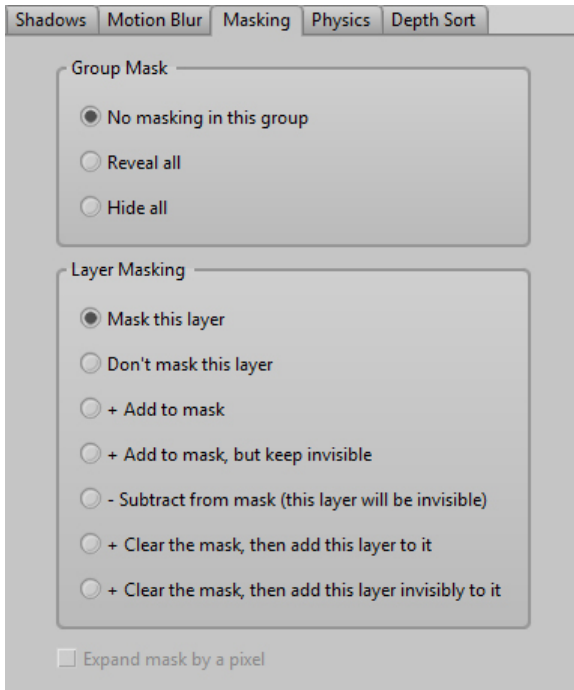 Shadows Motion Blur Masking Physics Depth Sort
Group Mask
No masking in this group
Reveal all
Hide all
Layer Masking
Mask this layer
Don't mask this layer
+ Add to mask
+ Add to mask, but keep invisible
- Subtract from mask (this layer will be invisible)
+ Clear the mask, then add this layer to it
+ Clear the mask, then add this layer invisibly to it
Expand mask by a pixel